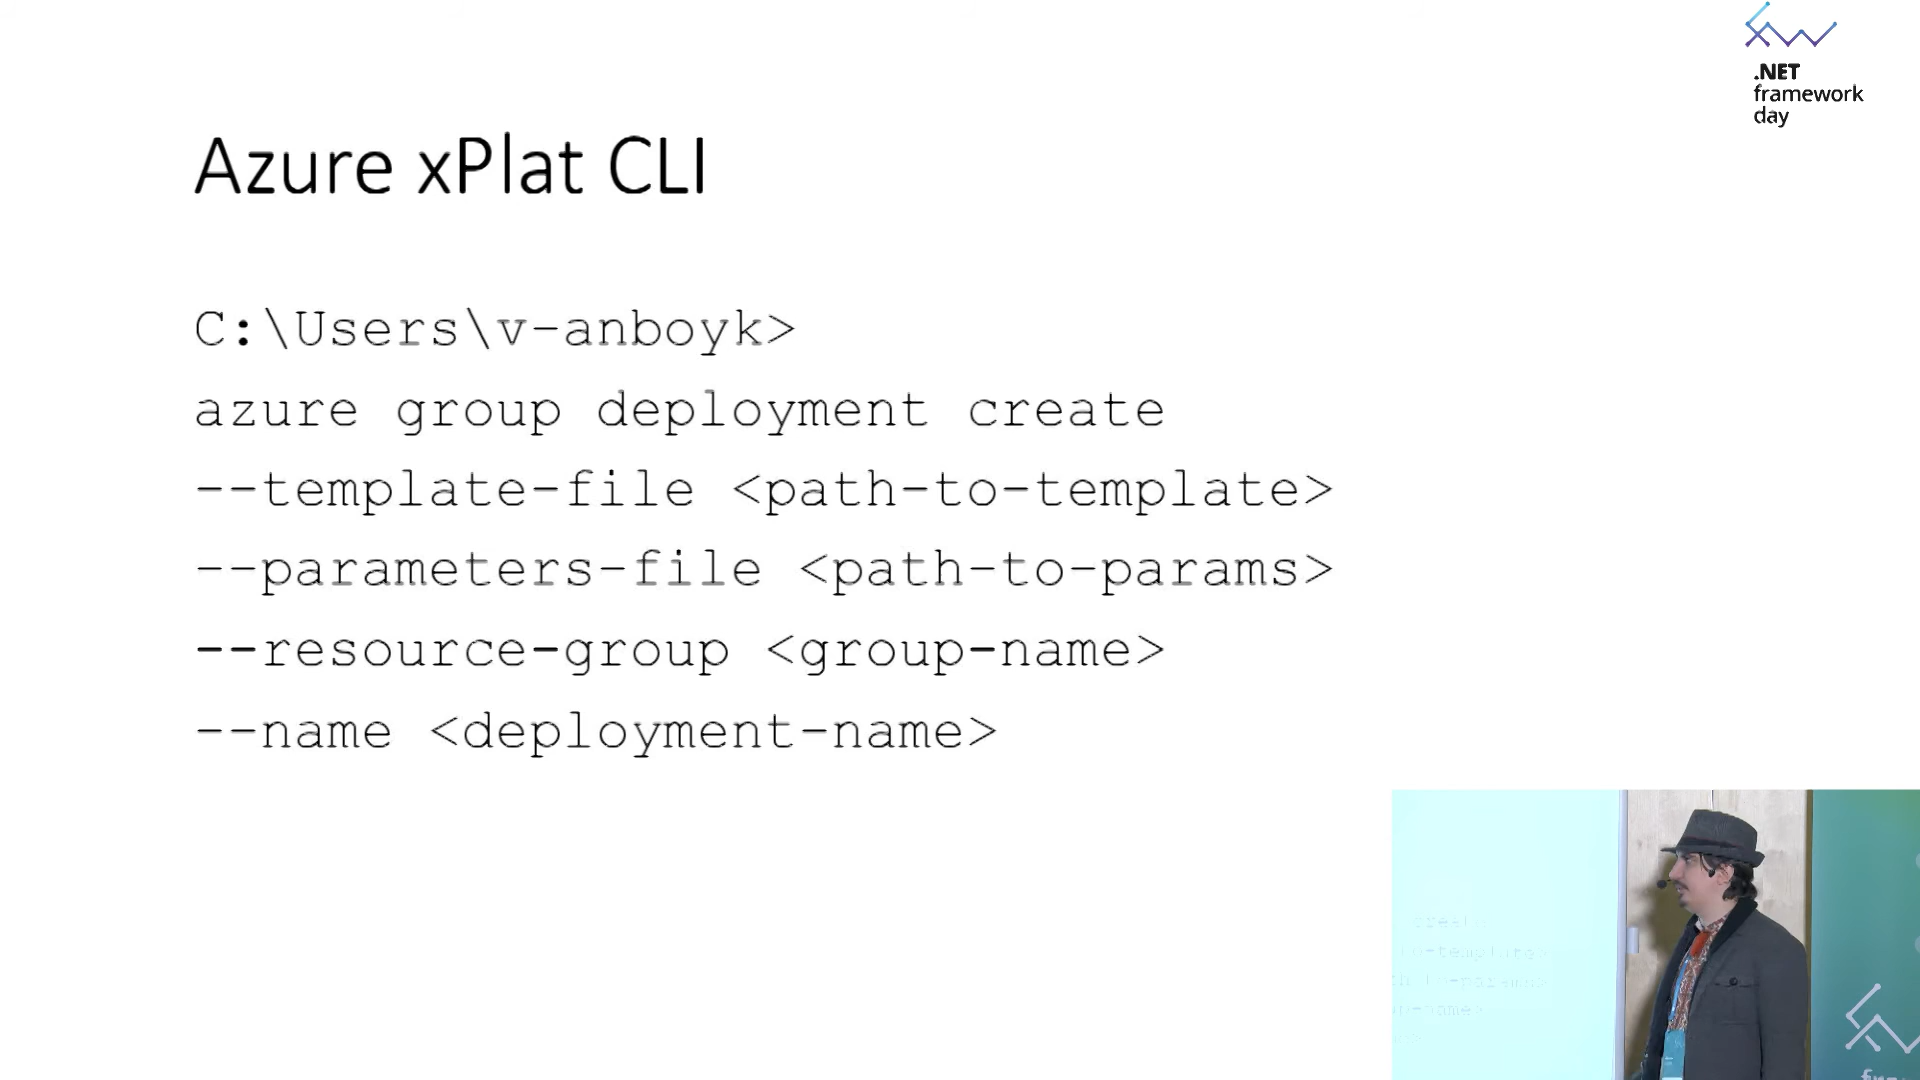 .NET
framework
day
Azure xPlat CLI
C:\Users\v-anboyk>
azure group deployment create
--template-file <path-to-template>
--parameters-file <path-to-params>
--resource-group <group-name>
--name <deployment-name>